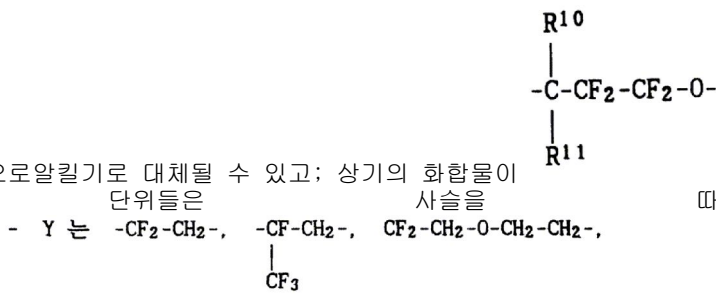 R10
|
-C-CF2-CF2-O-
|
R11
오로알킬기로 대체될 수 있고; 상기의 화합물이
단위들은 사슬을 따
- Y 는 -CF2-CH2-, -CF-CH2-, CF2-CH2-O-CH2-CH2-,
|
CF3